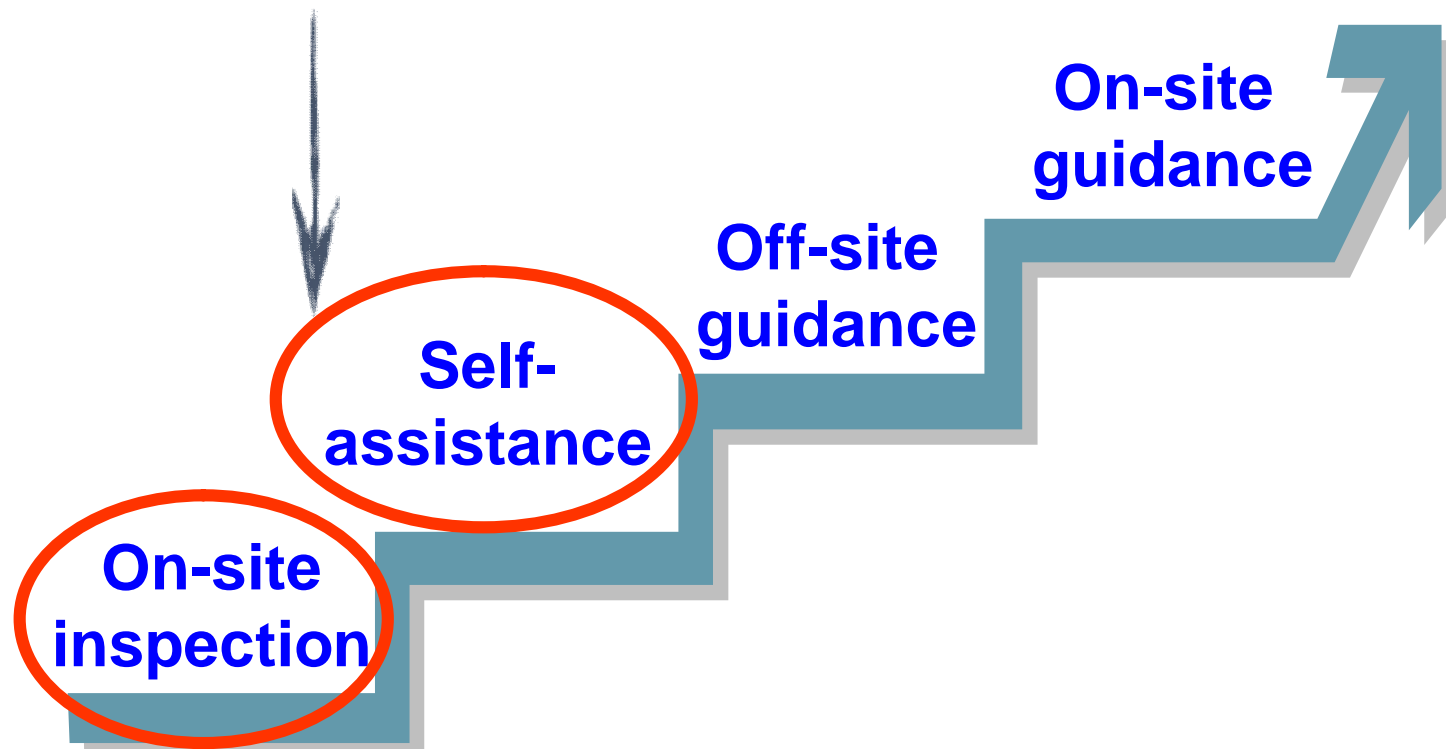 On-site
guidance
Off-site
guidance
Self-
assistance
On-site
inspection